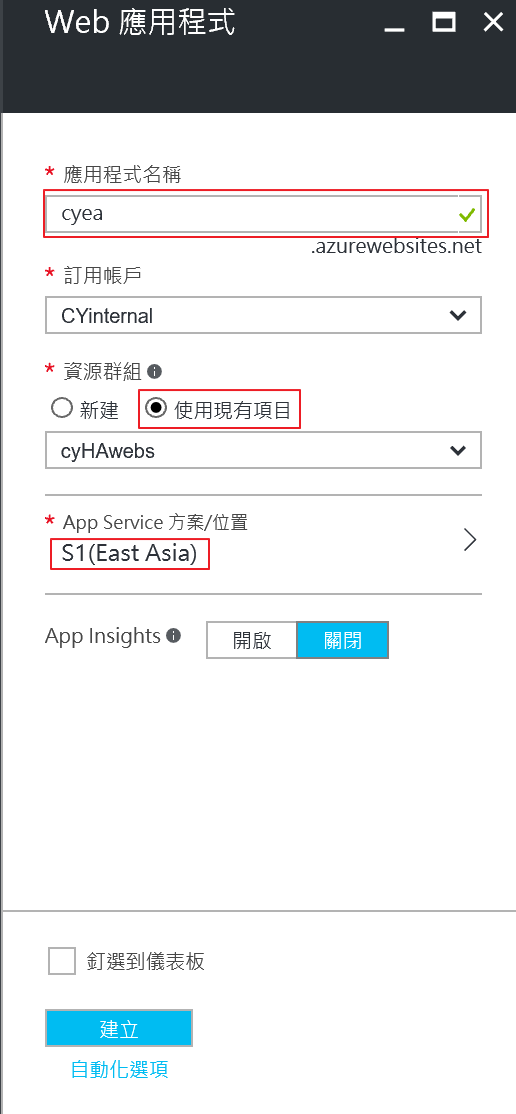 Web 應用程式
* 應用程式名稱
cyea
.azurewebsites.net
* 訂用帳戶
CYinternal
* 資源群組
新建 使用現有項目
cyHAwebs
* App Service 方案/位置
S1(East Asia)
App Insights 開啟 關閉
釘選到儀表板
建立
自動化選項